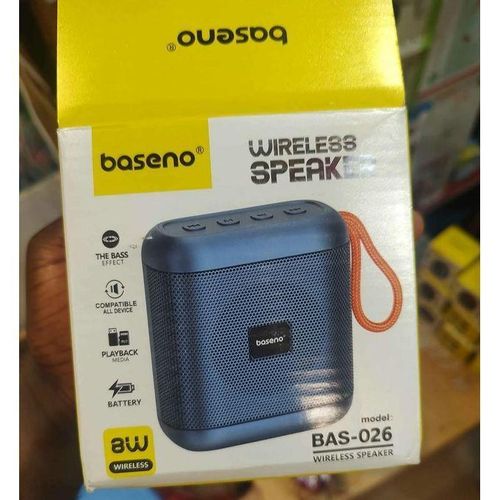 baseno®
baseno®
WIRELESS
SPEAKER
THE BASS
EFFECT
COMPATIBLE
ALL DEVICE
PLAYBACK
MEDIA
BATTERY
baseno®
8W
WIRELESS
model:
BAS-026
WIRELESS SPEAKER